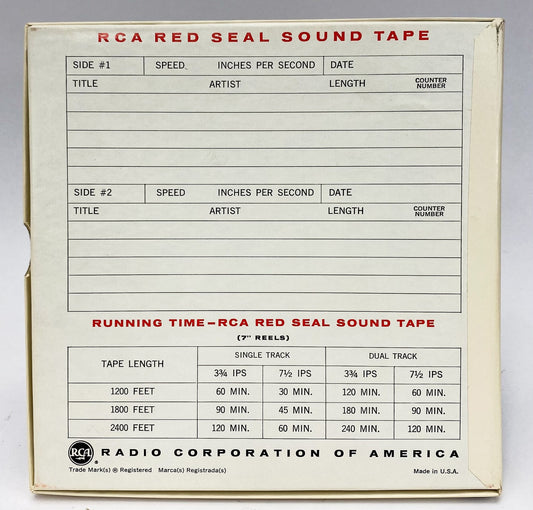 RCA RED SEAL SOUND TAPE
SIDE #1 SPEED INCHES PER SECOND DATE
TITLE ARTIST LENGTH COUNTER NUMBER
SIDE #2 SPEED INCHES PER SECOND DATE
TITLE ARTIST LENGTH COUNTER NUMBER
RUNNING TIME—RCA RED SEAL SOUND TAPE
(7" REELS)
TAPE LENGTH SINGLE TRACK DUAL TRACK
3¾ IPS 7½ IPS 3¾ IPS 7½ IPS
1200 FEET 60 MIN. 30 MIN. 120 MIN. 60 MIN.
1800 FEET 90 MIN. 45 MIN. 180 MIN. 90 MIN.
2400 FEET 120 MIN. 60 MIN. 240 MIN. 120 MIN.
RCA ® RADIO CORPORATION OF AMERICA
Trade Mark(s) ® Registered Marca(s) Registrada(s) Made in U.S.A.